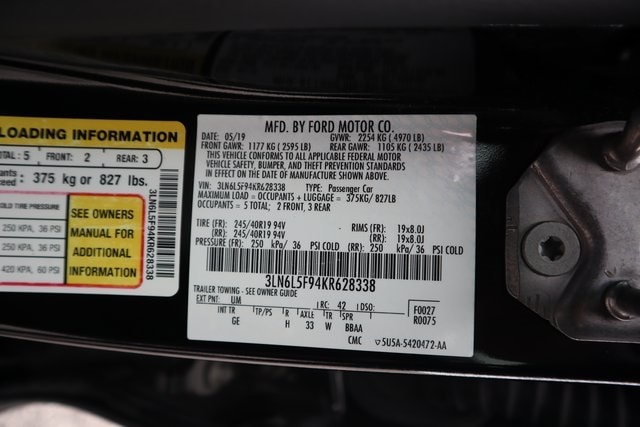 LOADING INFORMATION
TOTAL: 5 FRONT: 2 REAR: 3
375 kg or 827 lbs.
COLD TIRE PRESSURE
250 KPA, 36 PSI
250 KPA, 36 PSI
420 KPA, 60 PSI
SEE OWNERS
MANUAL FOR
ADDITIONAL
INFORMATION
3LN6L5F94KR628338
MFD. BY FORD MOTOR CO.
DATE: 05/19 GVWR: 2254 KG ( 4970 LB)
FRONT GAWR: 1177 KG ( 2595 LB) REAR GAWR: 1105 KG ( 2435 LB)
THIS VEHICLE CONFORMS TO ALL APPLICABLE FEDERAL MOTOR
VEHICLE SAFETY, BUMPER, AND THEFT PREVENTION STANDARDS
IN EFFECT ON THE DATE OF MANUFACTURE SHOWN ABOVE.
VIN: 3LN6L5F94KR628338 TYPE: Passenger Car
MAXIMUM LOAD = OCCUPANTS + LUGGAGE = 375KG/ 827LB
OCCUPANTS = 5 TOTAL; 2 FRONT, 3 REAR
TIRE (FR): 245/40R19 94V RIMS (FR): 19x8.0J
(RR): 245/40R19 94V (RR): 19x8.0J
PRESSURE (FR): 250 kPa/ 36 PSI COLD (RR): 250 kPa/ 36 PSI COLD
3LN6L5F94KR628338
TRAILER TOWING - SEE OWNER GUIDE
EXT PNT: UM RC: 42 DSO: F0027
INT TR TP/PS R AXLE TR SPR R0075
GE H 33 W BBAA
CMC 5U5A-5420472-AA